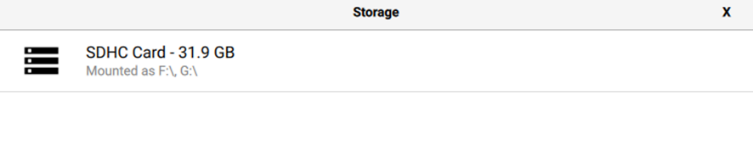 Storage
X
SDHC Card - 31.9 GB
Mounted as F:\, G:\